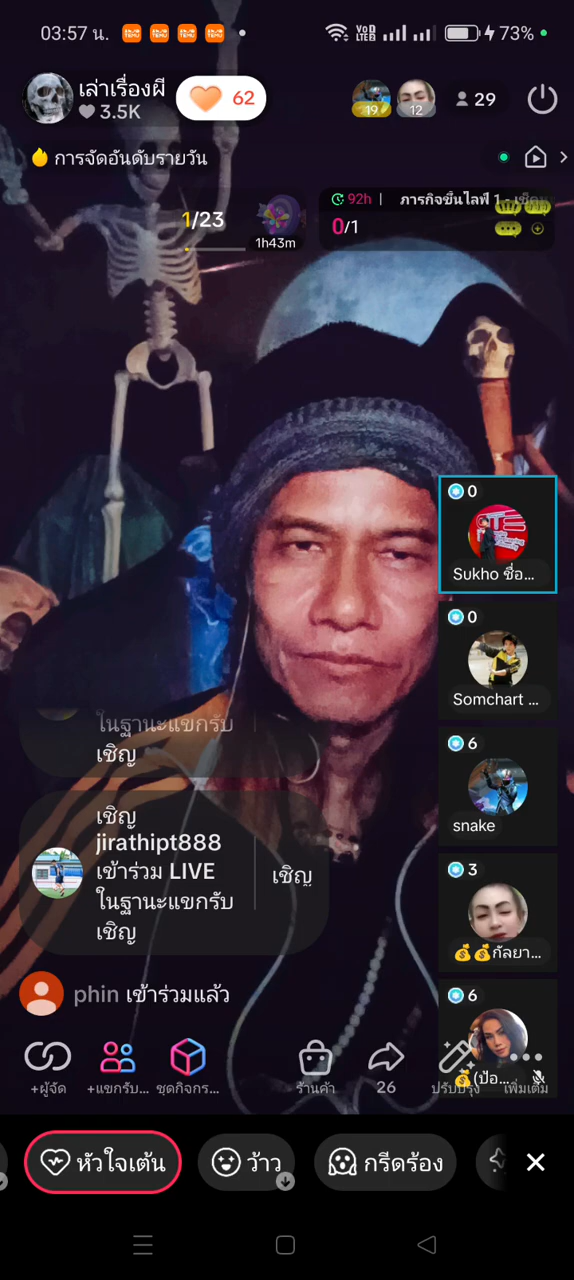 03:57 น.
73%
เล่าเรื่องผี
3.5K
62
19
12
29
การจัดอันดับรายวัน
1/23
1h43m
92h | ภารกิจขึ้นไลฟ์ 1 -
0/1
0
Sukho ชื่อ...
0
Somchart ...
6
snake
3
กัลยา...
6
(ป้อ...
ในฐานะแขกรับ
เชิญ
เชิญ
jirathipt888
เข้าร่วม LIVE
ในฐานะแขกรับ
เชิญ
เชิญ
phin เข้าร่วมแล้ว
+ผู้จัด
+แขกรับ...
ชุดกิจกร...
ร้านค้า
26
ปรับปรุง
เพิ่มเติม
หัวใจเต้น
ว้าว
กรีดร้อง